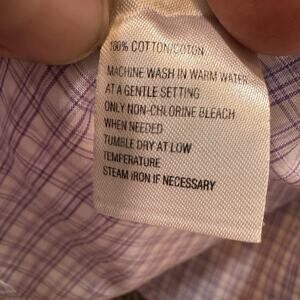 100% COTTON/COTON
MACHINE WASH IN WARM WATER
AT A GENTLE SETTING
ONLY NON-CHLORINE BLEACH
WHEN NEEDED
TUMBLE DRY AT LOW
TEMPERATURE
STEAM IRON IF NECESSARY